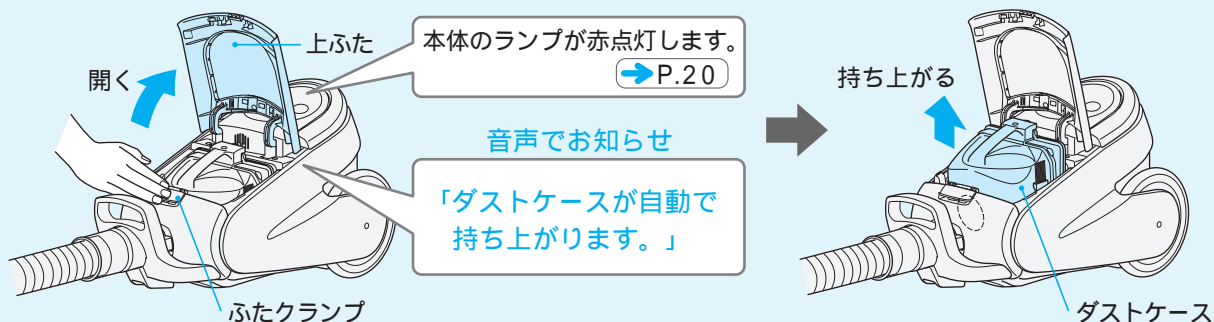 上ふた
開く
本体のランプが赤点灯します。
➔P.20
音声でお知らせ
「ダストケースが自動で
持ち上がります。」
ふたクランプ
持ち上がる
ダストケース